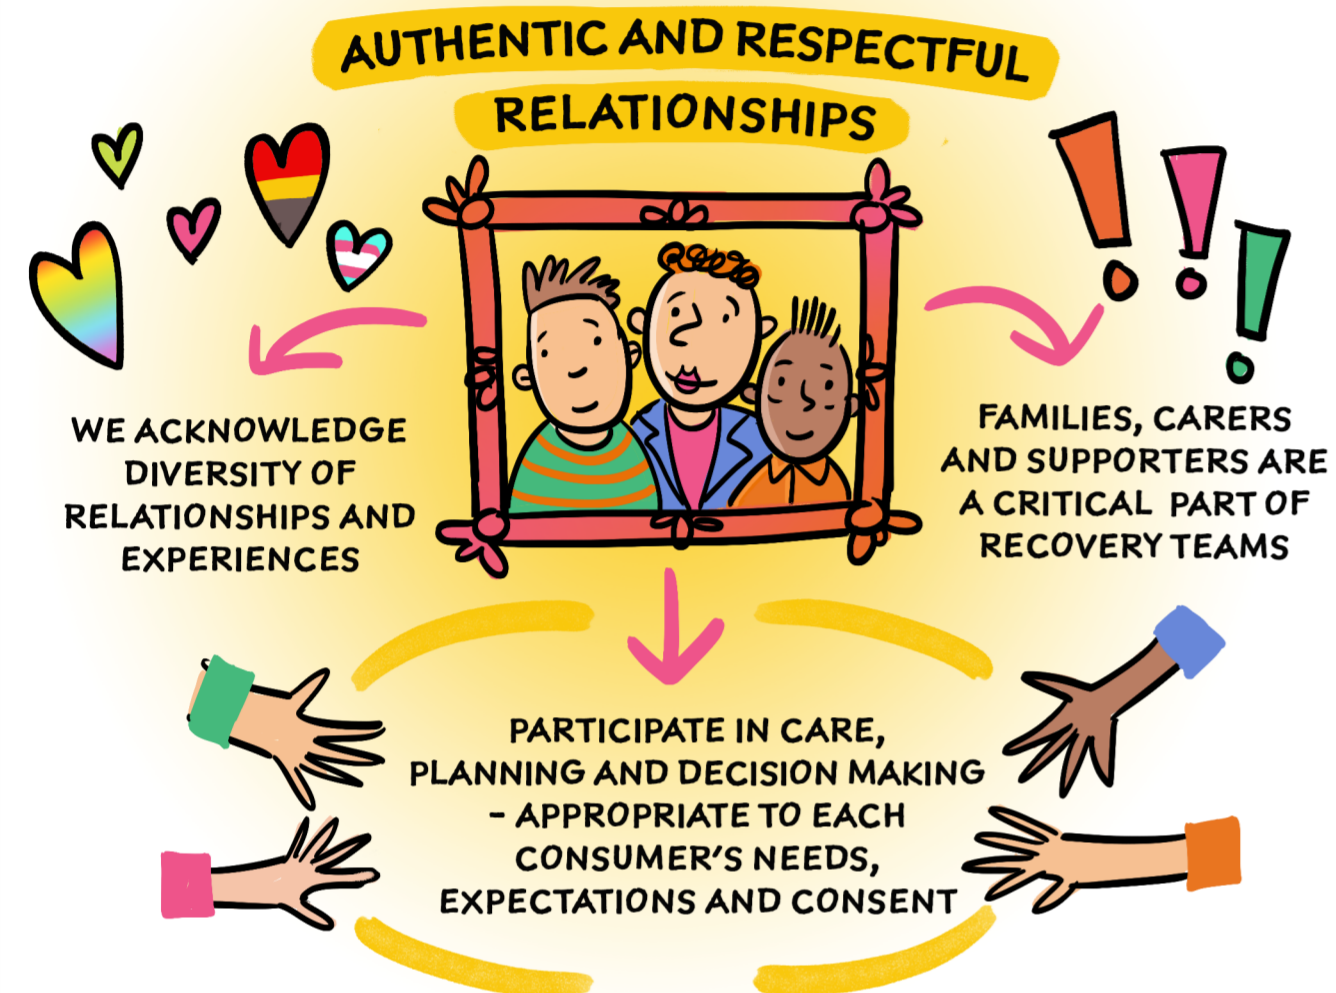 AUTHENTIC AND RESPECTFUL
RELATIONSHIPS
WE ACKNOWLEDGE
DIVERSITY OF
RELATIONSHIPS AND
EXPERIENCES
FAMILIES, CARERS
AND SUPPORTERS ARE
A CRITICAL PART OF
RECOVERY TEAMS
PARTICIPATE IN CARE,
PLANNING AND DECISION MAKING
- APPROPRIATE TO EACH
CONSUMER'S NEEDS,
EXPECTATIONS AND CONSENT